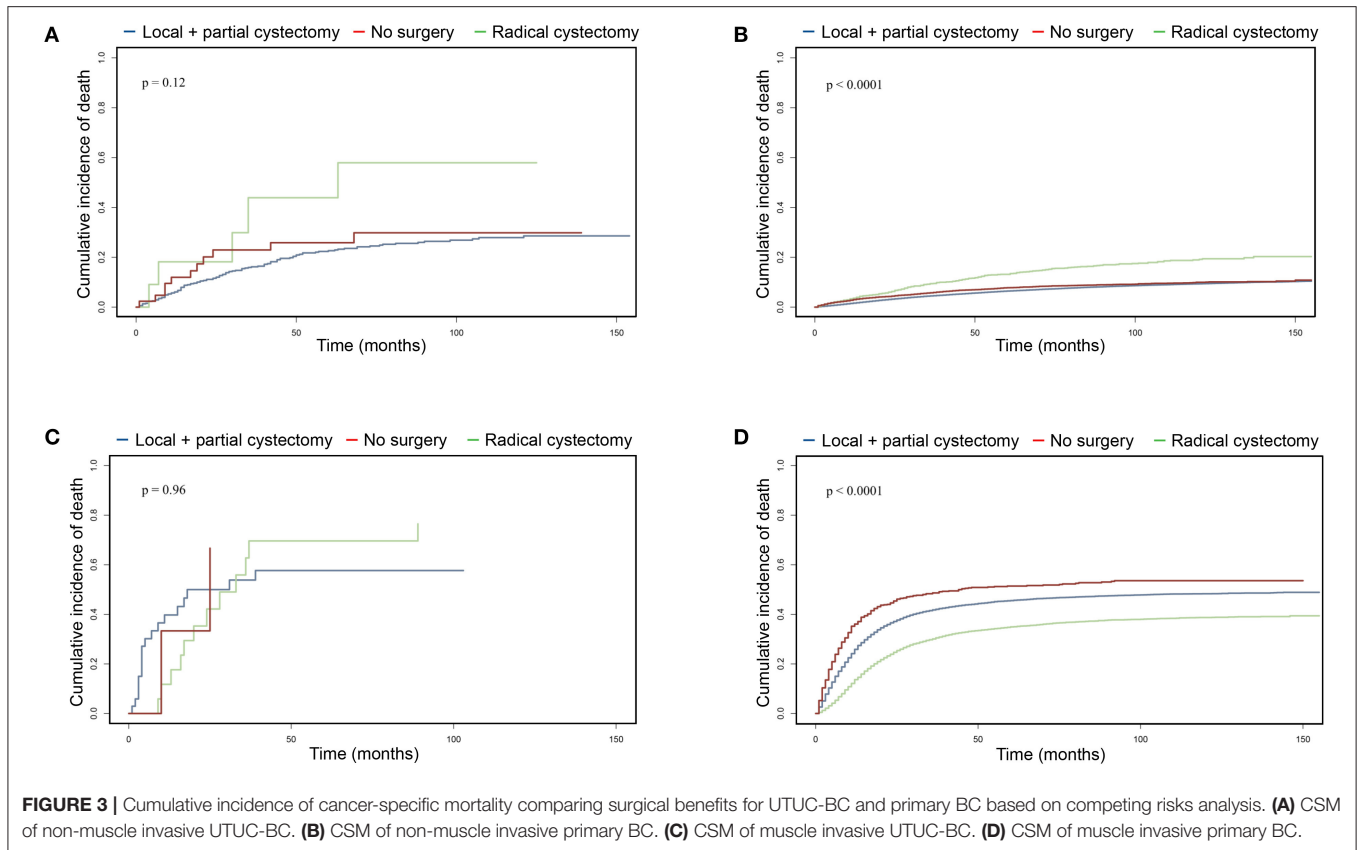 A
Local + partial cystectomy No surgery Radical cystectomy
p = 0.12
Cumulative incidence of death
0.0 0.2 0.4 0.6 0.8 1.0
0 50 100 150
Time (months)
B
Local + partial cystectomy No surgery Radical cystectomy
p < 0.0001
Cumulative incidence of death
0.0 0.2 0.4 0.6 0.8 1.0
0 50 100 150
Time (months)
C
Local + partial cystectomy No surgery Radical cystectomy
p = 0.96
Cumulative incidence of death
0.0 0.2 0.4 0.6 0.8 1.0
0 50 100 150
Time (months)
D
Local + partial cystectomy No surgery Radical cystectomy
p < 0.0001
Cumulative incidence of death
0.0 0.2 0.4 0.6 0.8 1.0
0 50 100 150
Time (months)
FIGURE 3 | Cumulative incidence of cancer-specific mortality comparing surgical benefits for UTUC-BC and primary BC based on competing risks analysis. (A) CSM
of non-muscle invasive UTUC-BC. (B) CSM of non-muscle invasive primary BC. (C) CSM of muscle invasive UTUC-BC. (D) CSM of muscle invasive primary BC.